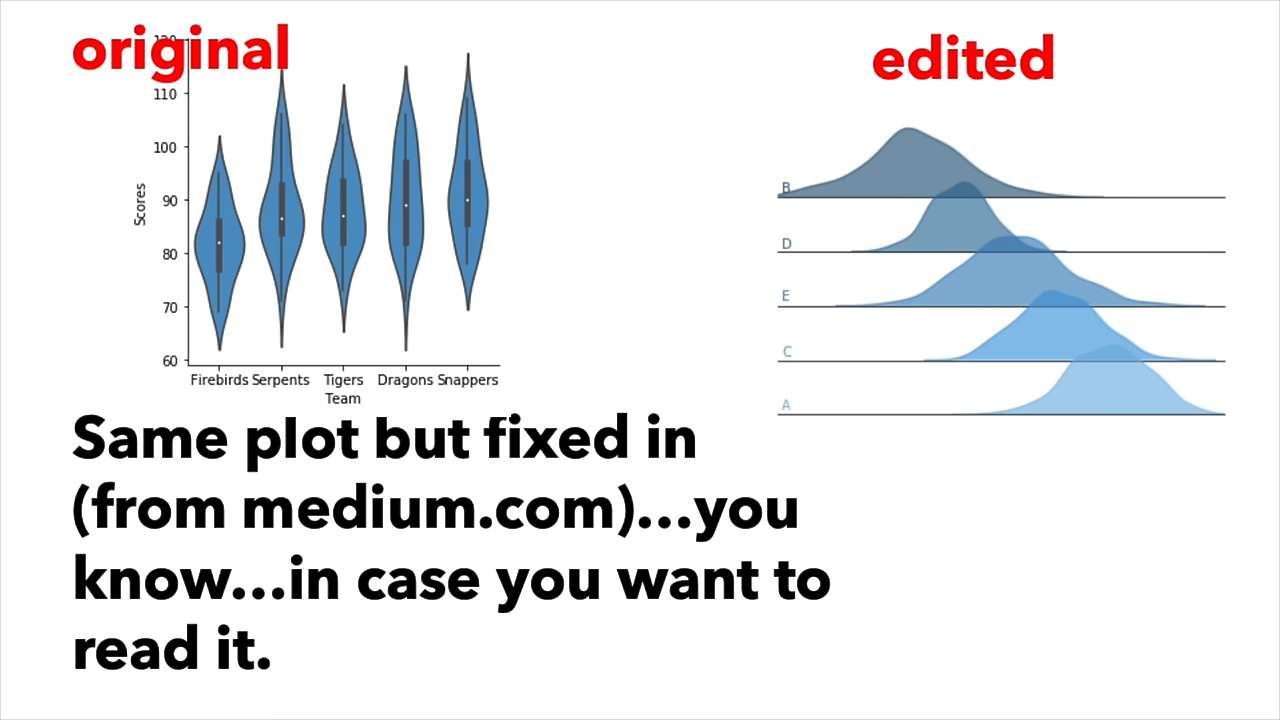 original
edited
120
110
100
90
80
70
60
Scores
Firebirds Serpents Tigers Dragons Snappers
Team
B
D
E
C
A
Same plot but fixed in
(from medium.com)...you
know...in case you want to
read it.